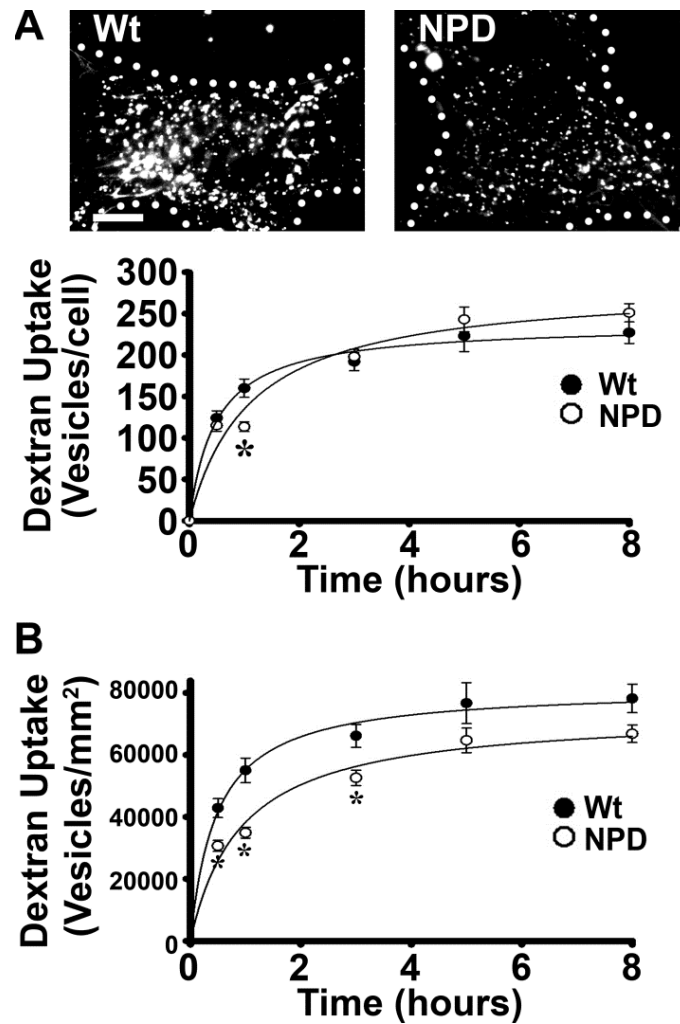 A
Wt
NPD
Dextran Uptake
(Vesicles/cell)
300
250
200
150
100
50
0
*
Wt
NPD
0
2
4
6
8
Time (hours)
B
Dextran Uptake
(Vesicles/mm²)
80000
60000
40000
20000
0
*
*
*
Wt
NPD
0
2
4
6
8
Time (hours)